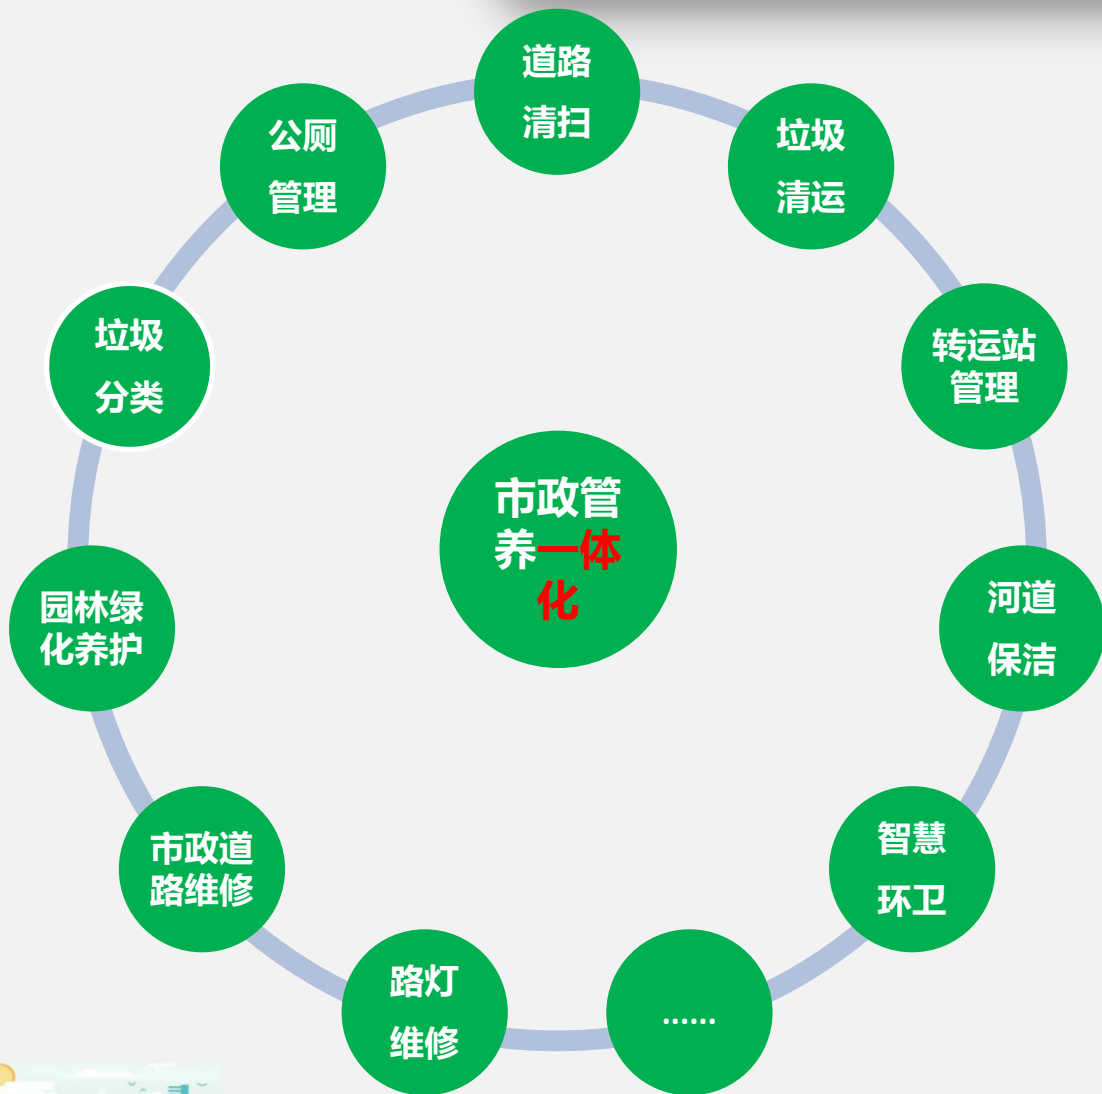 道路
清扫
垃圾
清运
转运站
管理
河道
保洁
智慧
环卫
……
路灯
维修
市政道
路维修
园林绿
化养护
垃圾
分类
公厕
管理
市政管
养一体
化